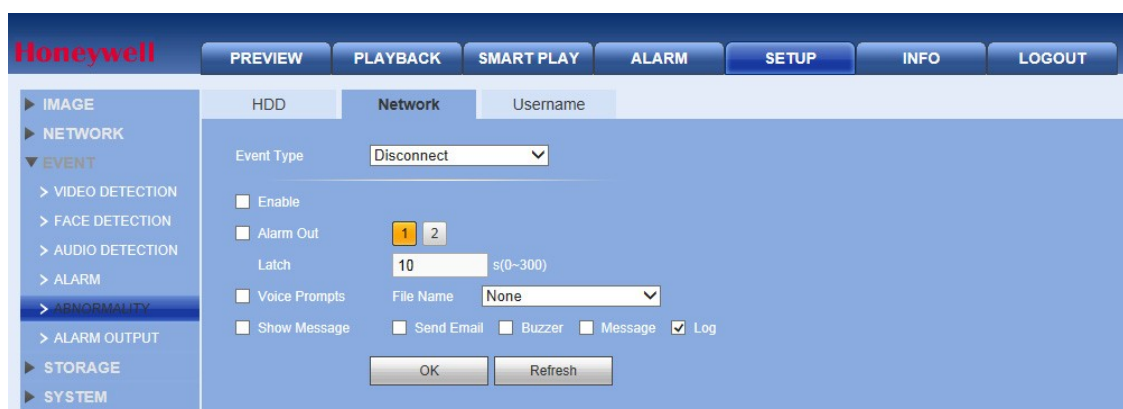 Honeywell
PREVIEW PLAYBACK SMART PLAY ALARM SETUP INFO LOGOUT
IMAGE
NETWORK
EVENT
> VIDEO DETECTION
> FACE DETECTION
> AUDIO DETECTION
> ALARM
> ABNORMALITY
> ALARM OUTPUT
STORAGE
SYSTEM
HDD Network Username
Event Type Disconnect
Enable
Alarm Out 1 2
Latch 10 s(0~300)
Voice Prompts File Name None
Show Message Send Email Buzzer Message Log
OK Refresh